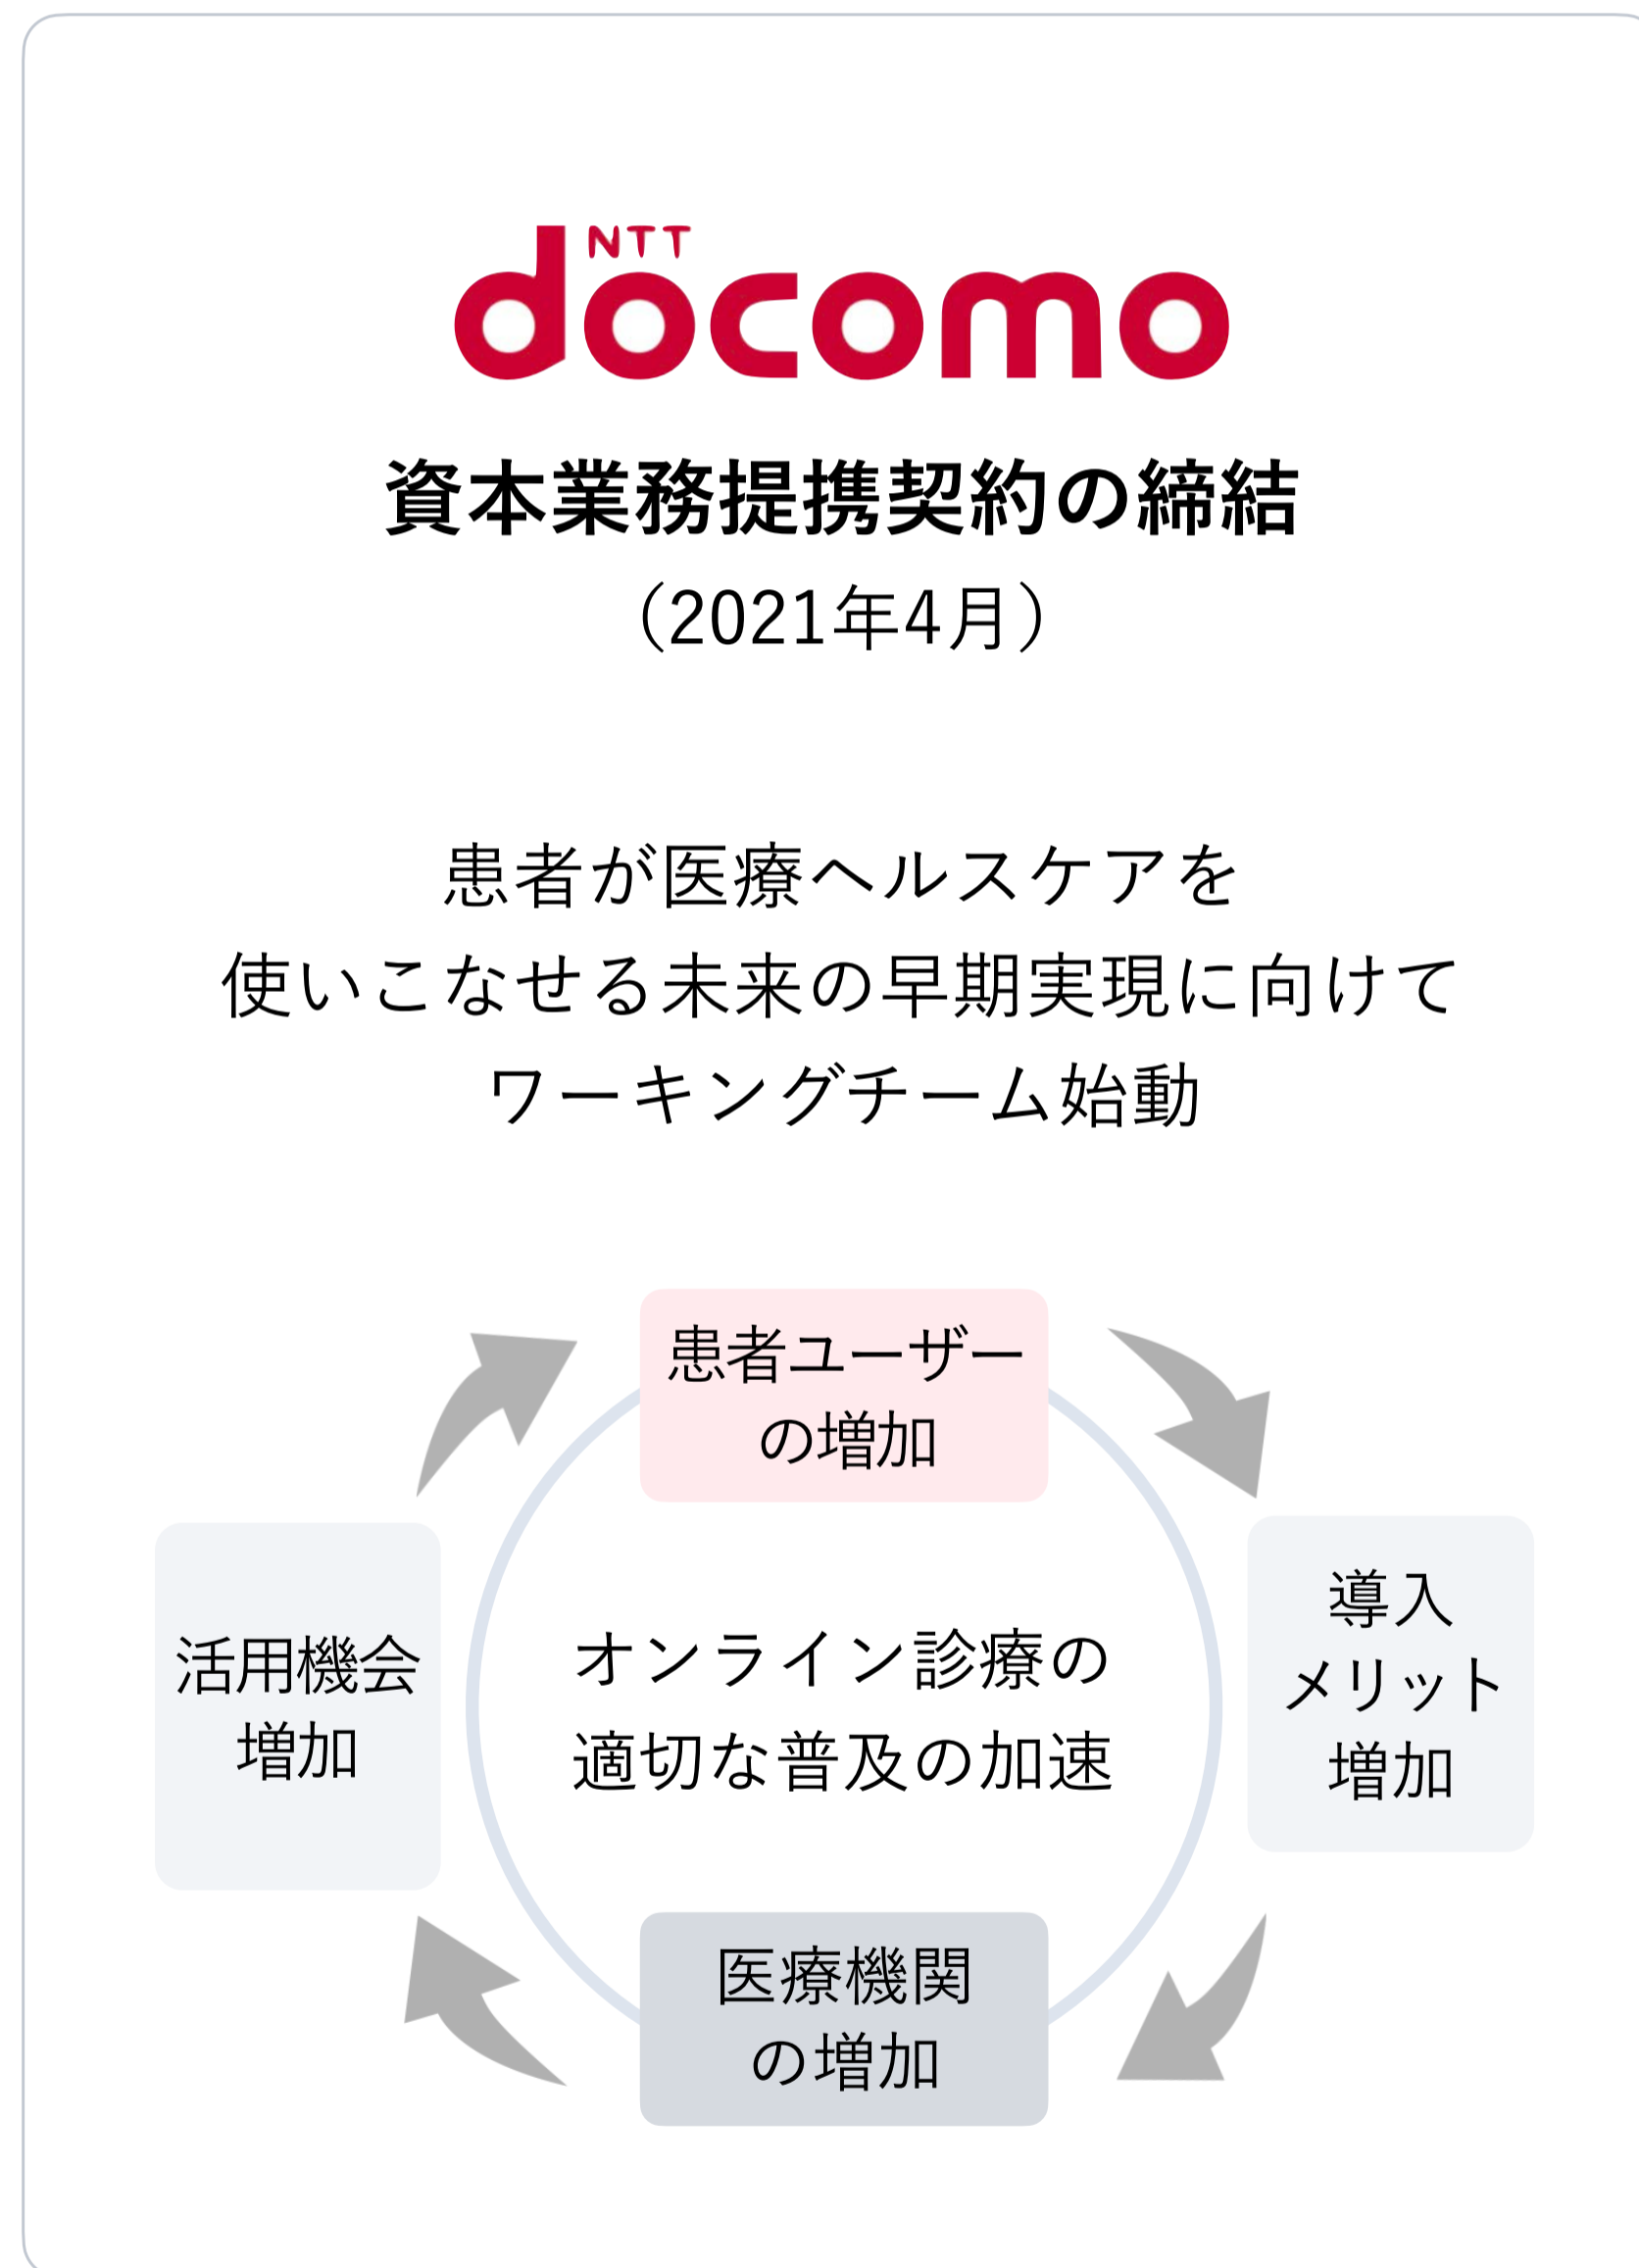 NTT
docomo
資本業務提携契約の締結
（2021年4月）
患者が医療ヘルスケアを
使いこなせる未来の早期実現に向けて
ワーキングチーム始動
患者ユーザー
の増加
導入
メリット
増加
オンライン診療の
適切な普及の加速
活用機会
増加
医療機関
の増加